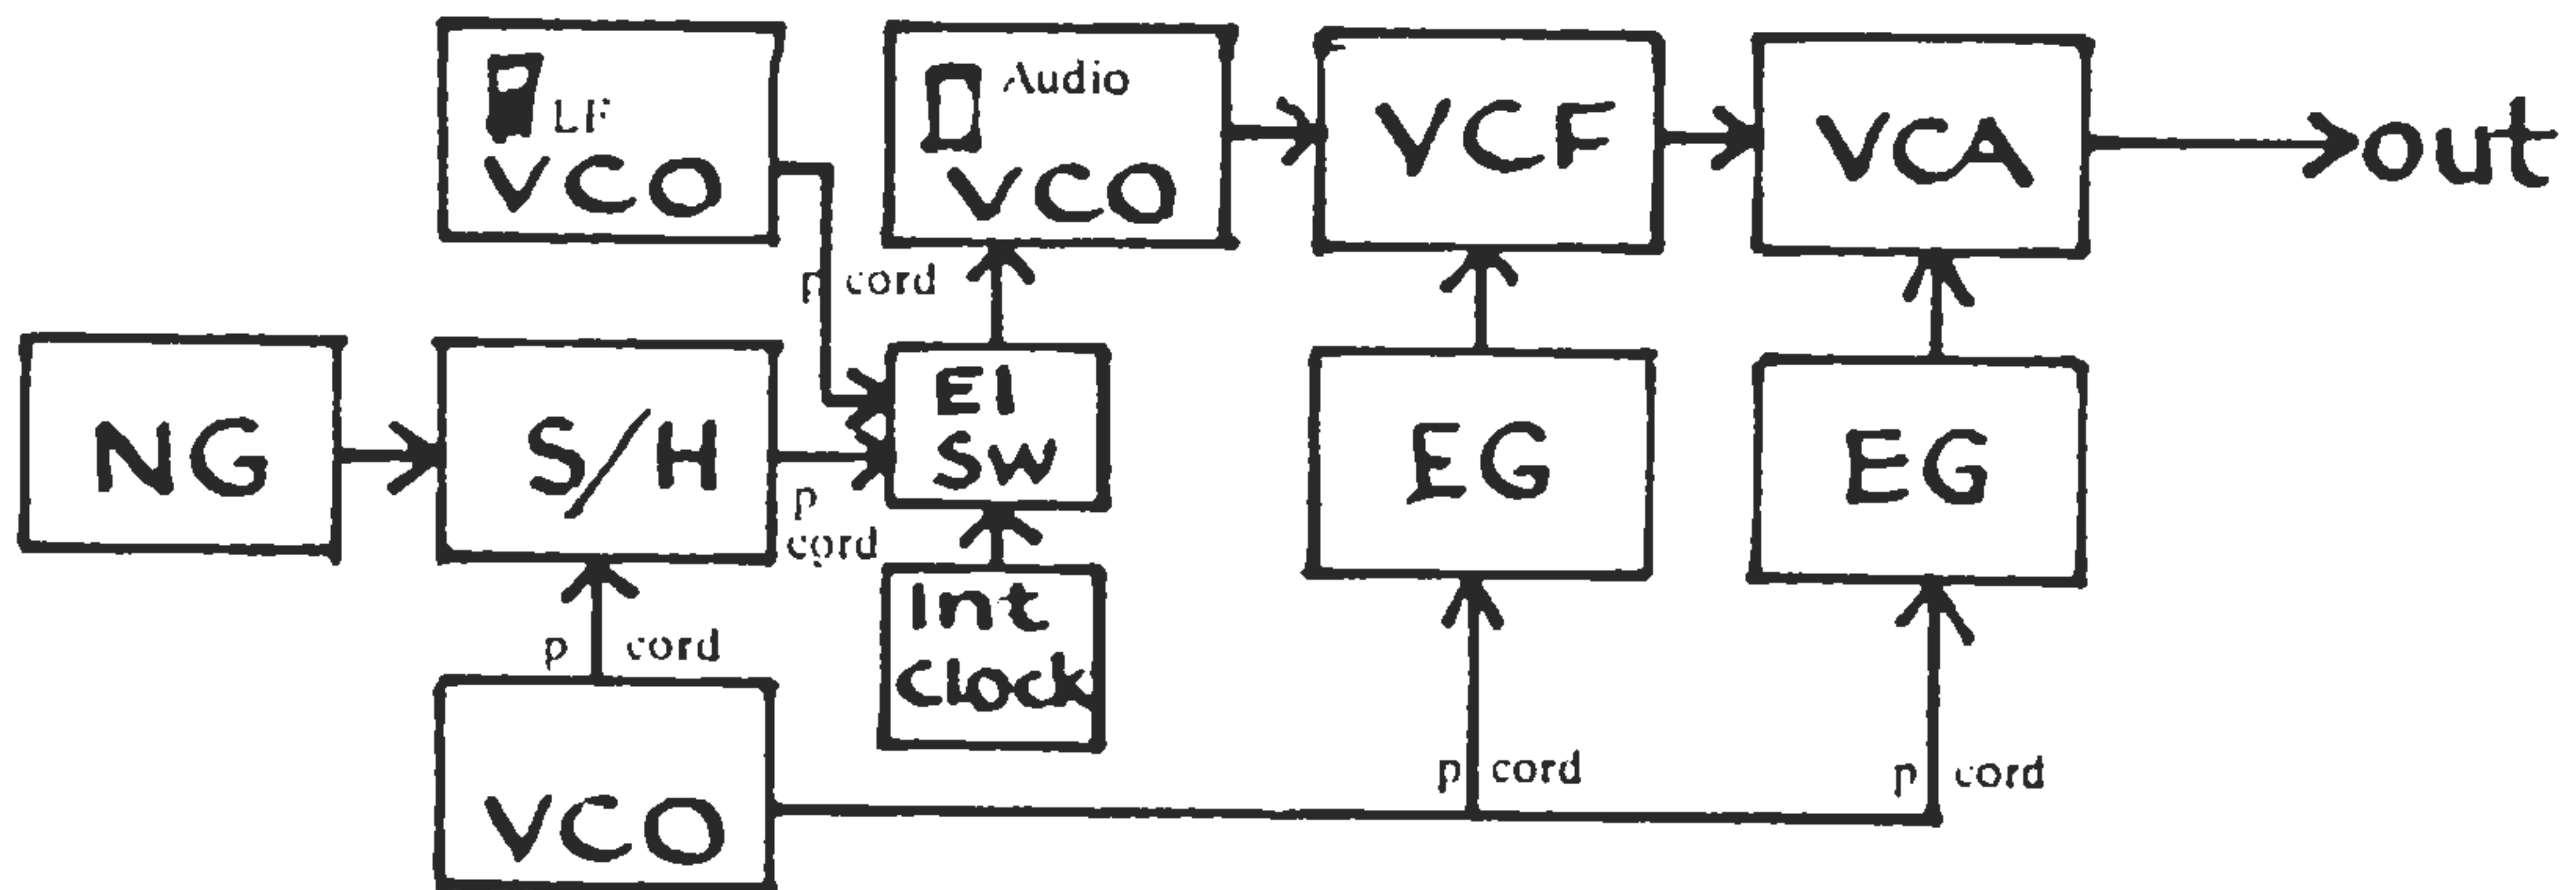 LF
VCO
Audio
VCO
VCF
VCA
out
p cord
NG
S/H
p
cord
El
SW
EG
EG
Int
Clock
p cord
VCO
p cord
p cord